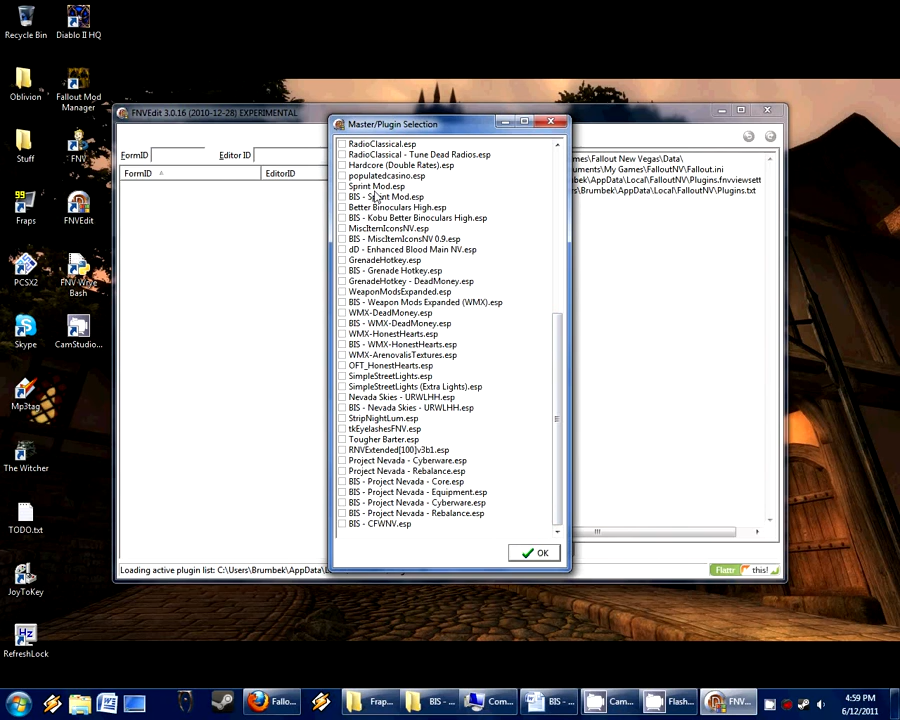 Recycle Bin
Diablo II HQ
Oblivion
Fallout Mod
Manager
Stuff
FNV
Fraps
FNVEdit
PCSX2
FNV Wrye
Bash
Skype
CamStudio...
Mp3tag
The Witcher
TODO.txt
JoyToKey
RefreshLock
FNVEdit 3.0.16 (2010-12-28) EXPERIMENTAL
FormID
Editor ID
FormID
EditorID
Master/Plugin Selection
RadioClassical.esp
RadioClassical - Tune Dead Radios.esp
Hardcore (Double Rates).esp
populatedcasino.esp
Sprint Mod.esp
BIS - Sprint Mod.esp
Better Binoculars High.esp
BIS - Kobu Better Binoculars High.esp
MiscItemIconsNV.esp
BIS - MiscItemIconsNV 0.9.esp
dD - Enhanced Blood Main NV.esp
GrenadeHotkey.esp
BIS - Grenade Hotkey.esp
GrenadeHotkey - DeadMoney.esp
WeaponModsExpanded.esp
BIS - Weapon Mods Expanded (WMX).esp
WMX-DeadMoney.esp
BIS - WMX-DeadMoney.esp
WMX-HonestHearts.esp
BIS - WMX-HonestHearts.esp
WMX-ArenovalisTextures.esp
OFT_HonestHearts.esp
SimpleStreetLights.esp
SimpleStreetLights (Extra Lights).esp
Nevada Skies - URWLHH.esp
BIS - Nevada Skies - URWLHH.esp
StripNightLum.esp
tkEyelashesFNV.esp
Tougher Barter.esp
RNVExtended[100]v3b1.esp
Project Nevada - Cyberware.esp
Project Nevada - Rebalance.esp
BIS - Project Nevada - Core.esp
BIS - Project Nevada - Equipment.esp
BIS - Project Nevada - Cyberware.esp
BIS - Project Nevada - Rebalance.esp
BIS - CFWNV.esp
OK
mes\Fallout New Vegas\Data\
uments\My Games\FalloutNV\Fallout.ini
rumbek\AppData\Local\FalloutNV\Plugins.fnvviewsett
rumbek\AppData\Local\FalloutNV\Plugins.txt
Loading active plugin list: C:\Users\Brumbek\AppData\
Flattr
this!
Fallo...
Frap...
BIS - ...
Com...
BIS - ...
Cam...
Flash...
FNV...
4:59 PM
6/12/2011